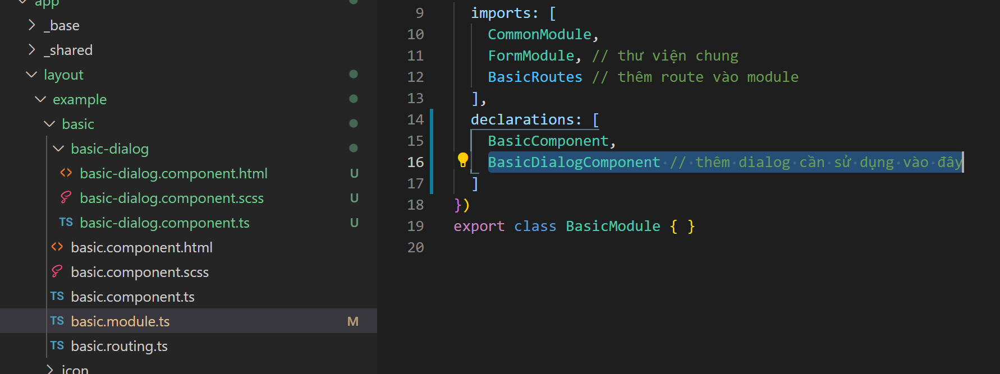 app
_base
_shared
layout
example
basic
basic-dialog
basic-dialog.component.html U
basic-dialog.component.scss U
TS basic-dialog.component.ts U
basic.component.html
basic.component.scss
TS basic.component.ts
TS basic.module.ts M
TS basic.routing.ts
icon
9 imports: [
10 CommonModule,
11 FormModule, // thư viện chung
12 BasicRoutes // thêm route vào module
13 ],
14 declarations: [
15 BasicComponent,
16 BasicDialogComponent // thêm dialog cần sử dụng vào đây
17 ]
18 })
19 export class BasicModule { }
20